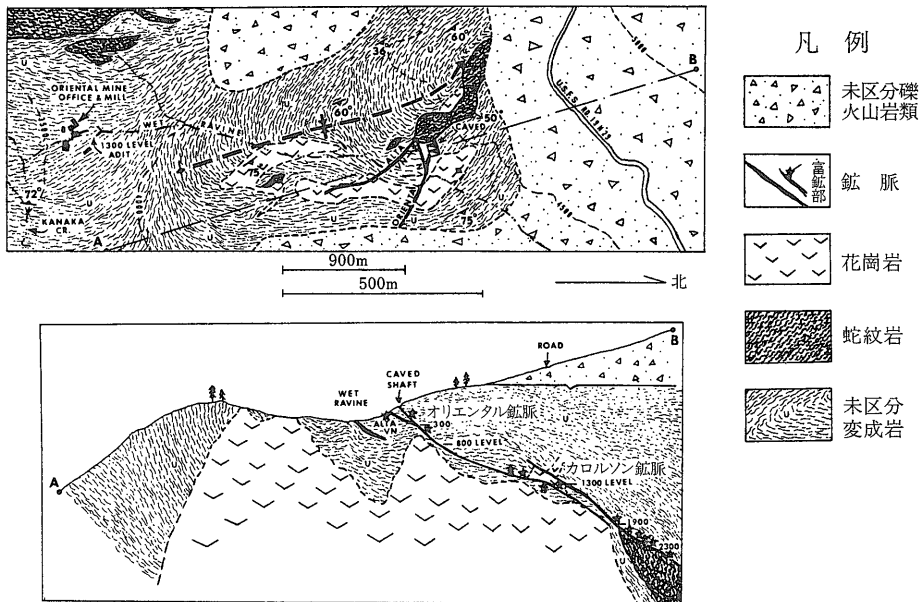 U
36
60
U
B
ORIENTAL MINE
OFFICE & MILL
WET RAVINE
1300 LEVEL
ADIT
60
50
CAVED
75
72°
KANAKA
CR.
A
U
U
75
900m
500m
北
凡例
未区分礫
火山岩類
富鉱部
鉱脈
花崗岩
蛇紋岩
U
未区分
変成岩
B
ROAD
CAVED
SHAFT
WET
RAVINE
オリエンタル鉱脈
300
800 LEVEL
カロルソン鉱脈
1300 LEVEL
A
U
U
1900
2300
U